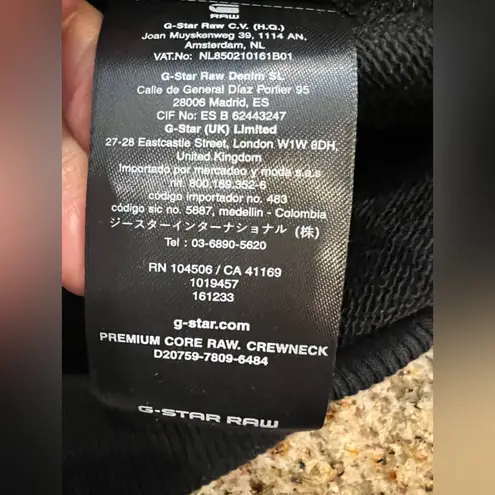 RAW
G-Star Raw C.V. (H.Q.)
Joan Muyskenweg 39, 1114 AN,
Amsterdam, NL
VAT.No: NL850210161B01
G-Star Raw Denim SL
Calle de General Díaz Porlier 95
28006 Madrid, ES
CIF No: ES B 62443247
G-Star (UK) Limited
27-28 Eastcastle Street, London W1W 8DH,
United Kingdom
Importado por mercadeo y moda s.a.s
nit. 800.169.352-6
código importador no. 483
código sic no. 5887, medellin - Colombia
ジースターインターナショナル (株)
Tel : 03-6890-5620
RN 104506 / CA 41169
1019457
161233
g-star.com
PREMIUM CORE RAW. CREWNECK
D20759-7809-6484
G-STAR RAW